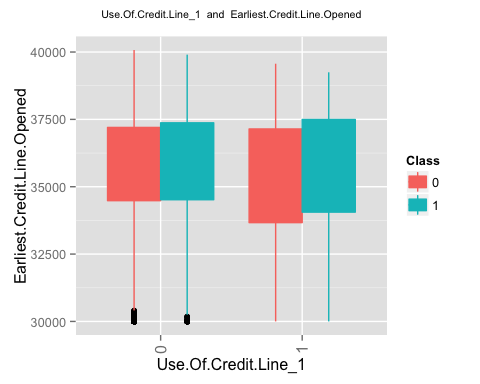 Use.Of.Credit.Line_1 and Earliest.Credit.Line.Opened
Earliest.Credit.Line.Opened
40000
37500
35000
32500
30000
0
1
Use.Of.Credit.Line_1
Class
0
1